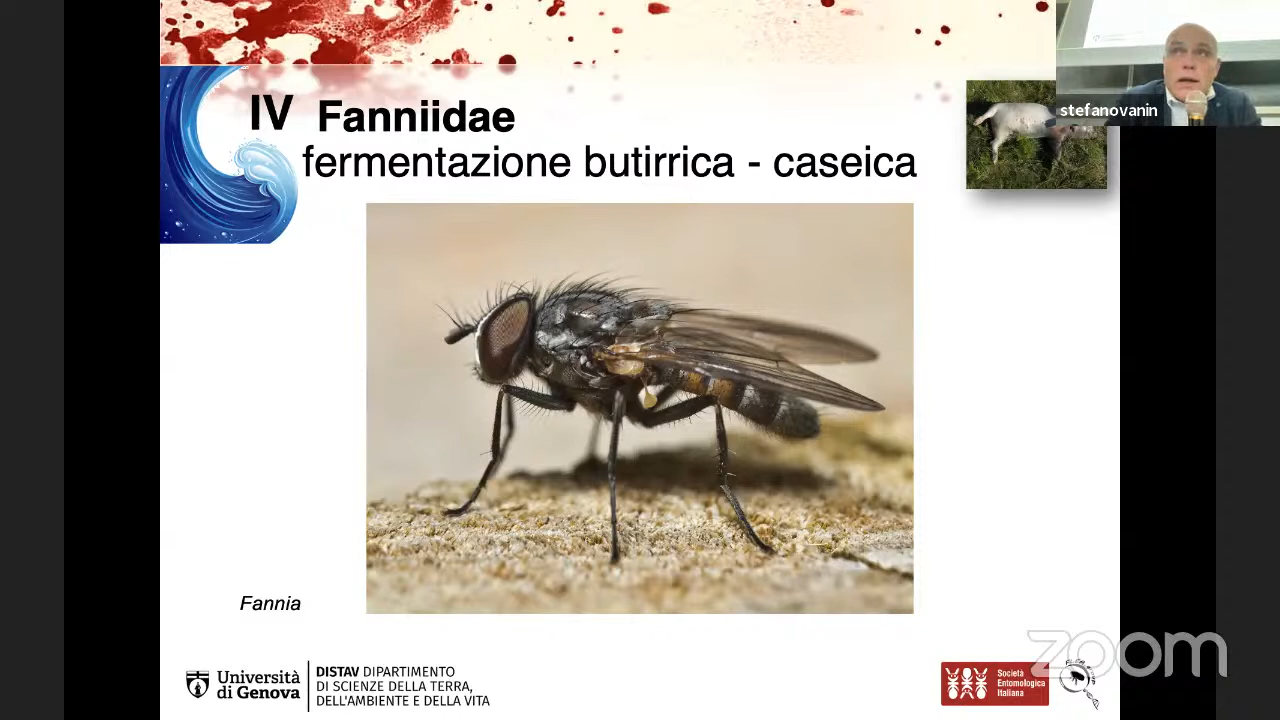 stefanovanin
IV Fanniidae
fermentazione butirrica - caseica
Fannia
Università
di Genova
DISTAV DIPARTIMENTO
DI SCIENZE DELLA TERRA,
DELL'AMBIENTE E DELLA VITA
Società
Entomologica
Italiana
zoom